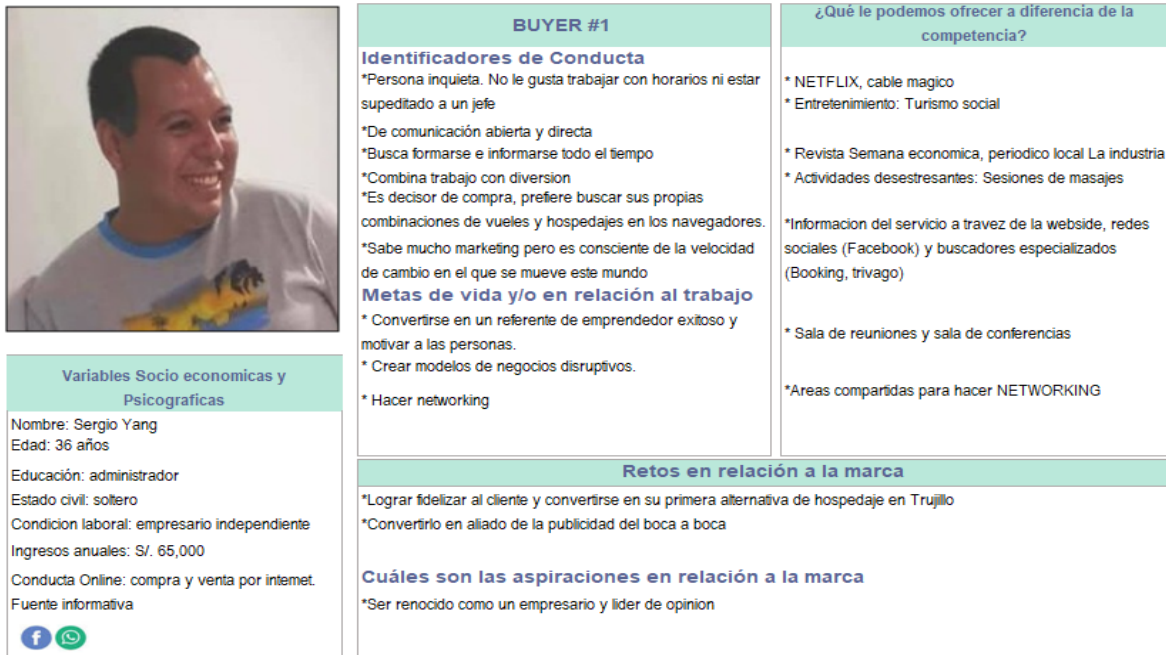 BUYER #1
Identificadores de Conducta
*Persona inquieta. No le gusta trabajar con horarios ni estar
supeditado a un jefe
*De comunicación abierta y directa
*Busca formarse e informarse todo el tiempo
*Combina trabajo con diversion
*Es decisor de compra, prefiere buscar sus propias
combinaciones de vueles y hospedajes en los navegadores.
*Sabe mucho marketing pero es consciente de la velocidad
de cambio en el que se mueve este mundo
Metas de vida y/o en relación al trabajo
* Convertirse en un referente de emprendedor exitoso y
motivar a las personas.
* Crear modelos de negocios disruptivos.
* Hacer networking
¿Qué le podemos ofrecer a diferencia de la
competencia?
* NETFLIX, cable magico
* Entretenimiento: Turismo social
* Revista Semana economica, periodico local La industria
* Actividades desestresantes: Sesiones de masajes
*Informacion del servicio a travez de la webside, redes
sociales (Facebook) y buscadores especializados
(Booking, trivago)
* Sala de reuniones y sala de conferencias
*Areas compartidas para hacer NETWORKING
Variables Socio economicas y
Psicograficas
Nombre: Sergio Yang
Edad: 36 años
Educación: administrador
Estado civil: soltero
Condicion laboral: empresario independiente
Ingresos anuales: S/. 65,000
Conducta Online: compra y venta por internet.
Fuente informativa
f
Retos en relación a la marca
*Lograr fidelizar al cliente y convertirse en su primera alternativa de hospedaje en Trujillo
*Convertirlo en aliado de la publicidad del boca a boca
Cuáles son las aspiraciones en relación a la marca
*Ser renocido como un empresario y lider de opinion